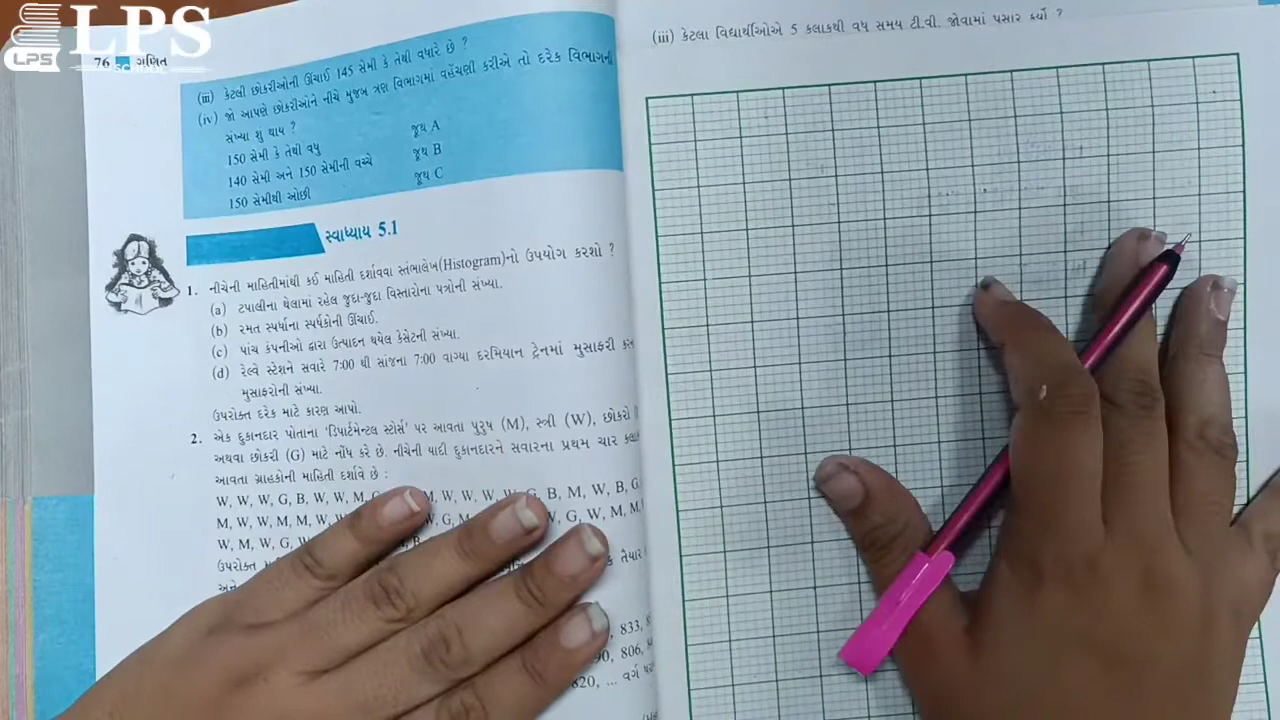 LPS
LPS
SCHOOL
76 ગણિત
(iii) કેટલી છોકરીઓની ઊંચાઈ 145 સેમી કે તેથી વધારે છે ?
(iv) જો આપણે છોકરીઓને નીચે મુજબ ત્રણ વિભાગમાં વહેંચણી કરીએ તો દરેક વિભાગની
સંખ્યા શું થાય ?
150 સેમી કે તેથી વધુ જૂથ A
140 સેમી અને 150 સેમીની વચ્ચે જૂથ B
150 સેમીથી ઓછી જૂથ C
સ્વાધ્યાય 5.1
1. નીચેની માહિતીમાંથી કઈ માહિતી દર્શાવવા સ્તંભાલેખ(Histogram)નો ઉપયોગ કરશો ?
(a) ટપાલીના થેલામાં રહેલ જુદા-જુદા વિસ્તારોના પત્રોની સંખ્યા.
(b) રમત સ્પર્ધાના સ્પર્ધકોની ઊંચાઈ.
(c) પાંચ કંપનીઓ દ્વારા ઉત્પાદન થયેલ કેસેટની સંખ્યા.
(d) રેલ્વે સ્ટેશને સવારે 7:00 થી સાંજના 7:00 વાગ્યા દરમિયાન ટ્રેનમાં મુસાફરી
મુસાફરોની સંખ્યા.
ઉપરોક્ત દરેક માટે કારણ આપો.
2. એક દુકાનદાર પોતાના 'ડિપાર્ટમેન્ટલ સ્ટોર્સ' પર આવતા પુરુષ (M), સ્ત્રી (W), છોકરો
અથવા છોકરી (G) માટે નોંધ કરે છે. નીચેની યાદી દુકાનદારને સવારના પ્રથમ ચાર
આવતા ગ્રાહકોની માહિતી દર્શાવે છે :
W, W, W, G, B, W, W, M, M, W, W, W, W, G, B, M, W, B, G
M, W, W, M, M, W, W W, G, M W, G, W, M, M,
W, M, W, G, W B
ઉપરોક્ત તૈયાર
અને
833,
90, 806,
820, ... વર્ગ
(iii) કેટલા વિદ્યાર્થીઓએ 5 કલાકથી વધુ સમય ટી.વી. જોવામાં પસાર કર્યો ?